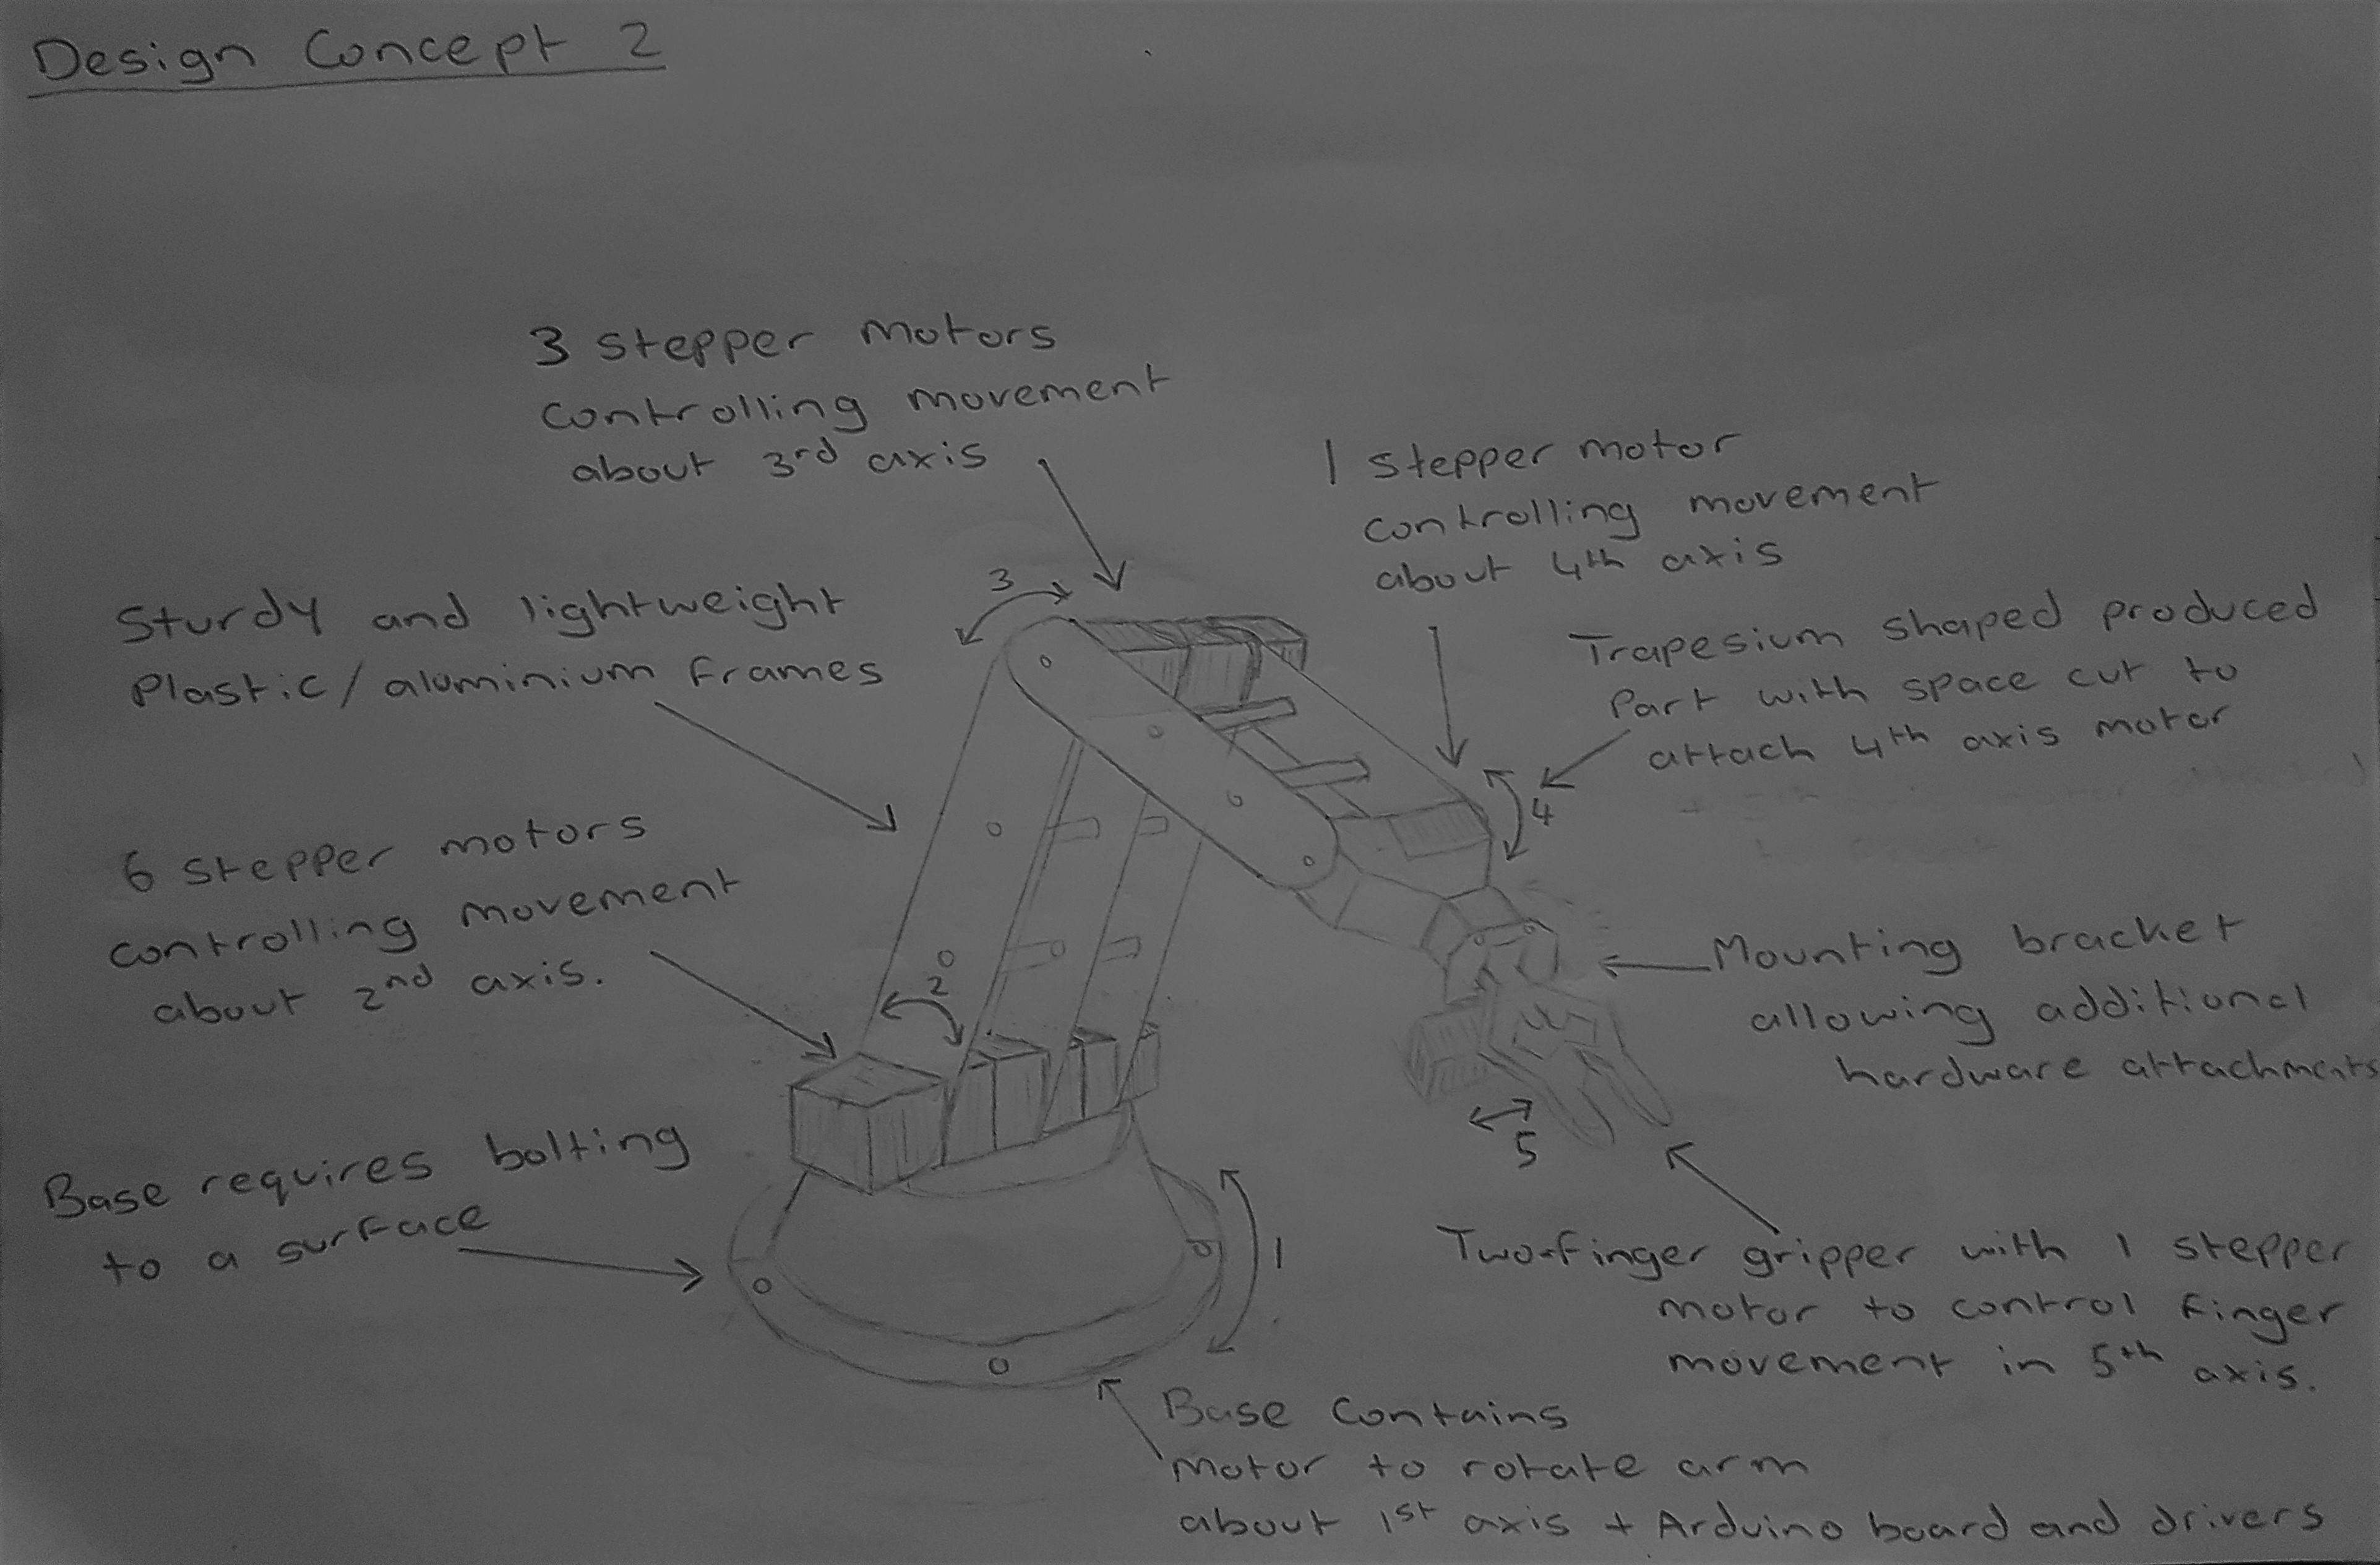 Design Concept 2
3 stepper motors
controlling movement
about 3rd axis
1 stepper motor
controlling movement
about 4th axis
Sturdy and lightweight
Plastic/aluminium frames
Trapesium shaped produced
Part with space cut to
attach 4th axis motor
3
4
6 stepper motors
controlling movement
about 2nd axis.
2
Mounting bracket
allowing additional
hardware attachments
Base requires bolting
to a surface
5
1
Two-finger gripper with 1 stepper
motor to control finger
movement in 5th axis.
Base contains
motor to rotate arm
about 1st axis + Arduino board and drivers